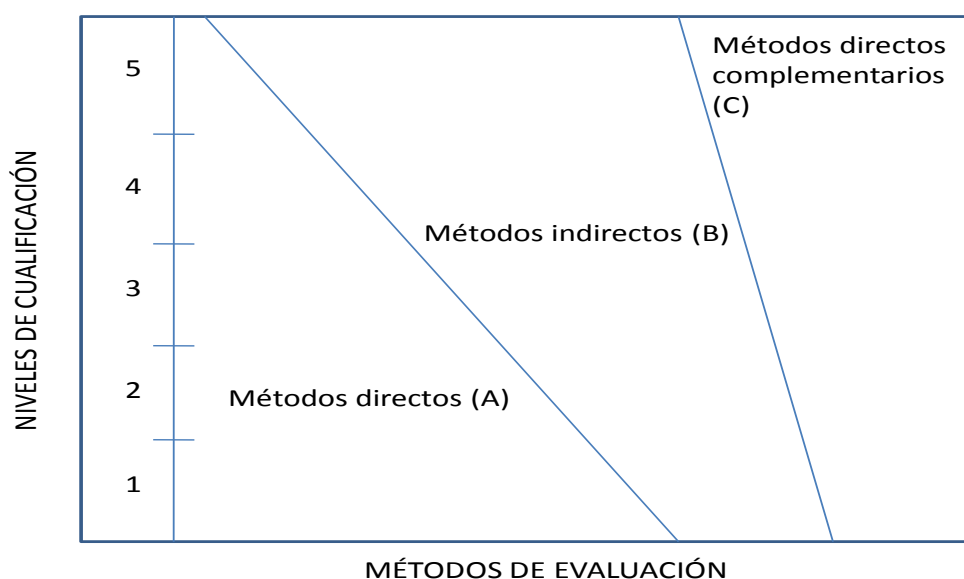 NIVELES DE CUALIFICACIÓN
5
4
3
2
1
Métodos directos
complementarios
(C)
Métodos indirectos (B)
Métodos directos (A)
MÉTODOS DE EVALUACIÓN